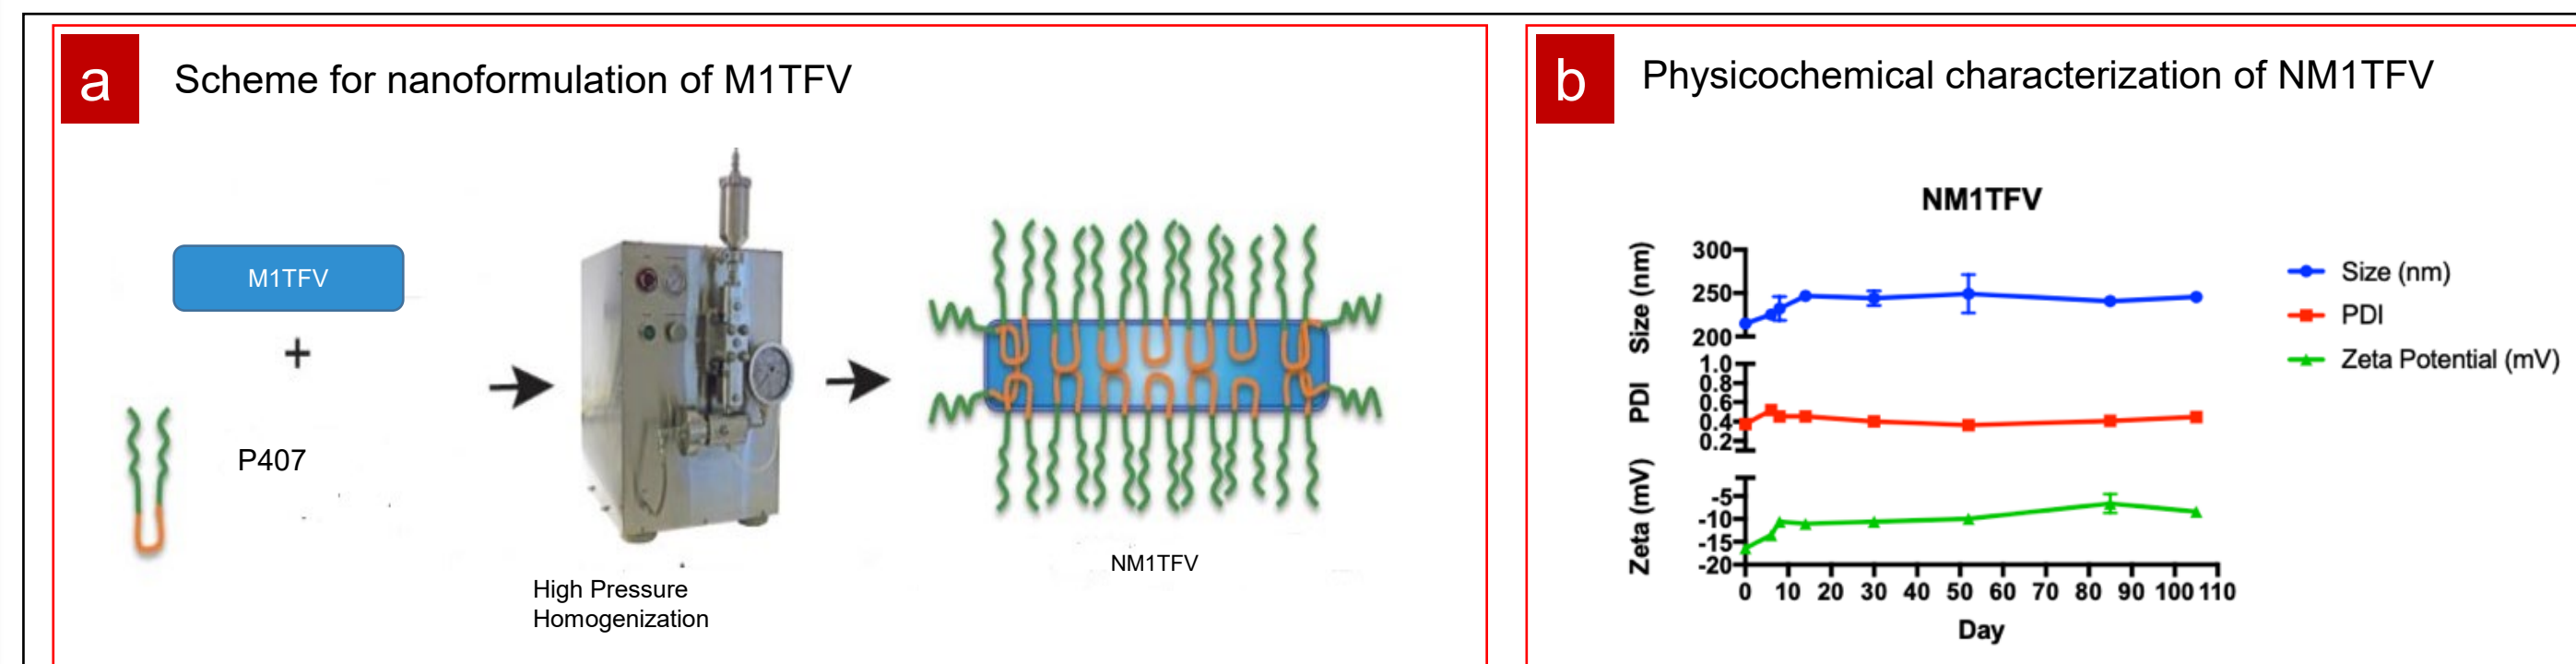 a
Scheme for nanoformulation of M1TFV
M1TFV
+
P407
High Pressure
Homogenization
NM1TFV
b
Physicochemical characterization of NM1TFV
NM1TFV
Size (nm)
300
250
200
PDI
1.0
0.8
0.6
0.4
0.2
Zeta (mV)
-5
-10
-15
-20
0 10 20 30 40 50 60 70 80 90 100 110
Day
Size (nm)
PDI
Zeta Potential (mV)